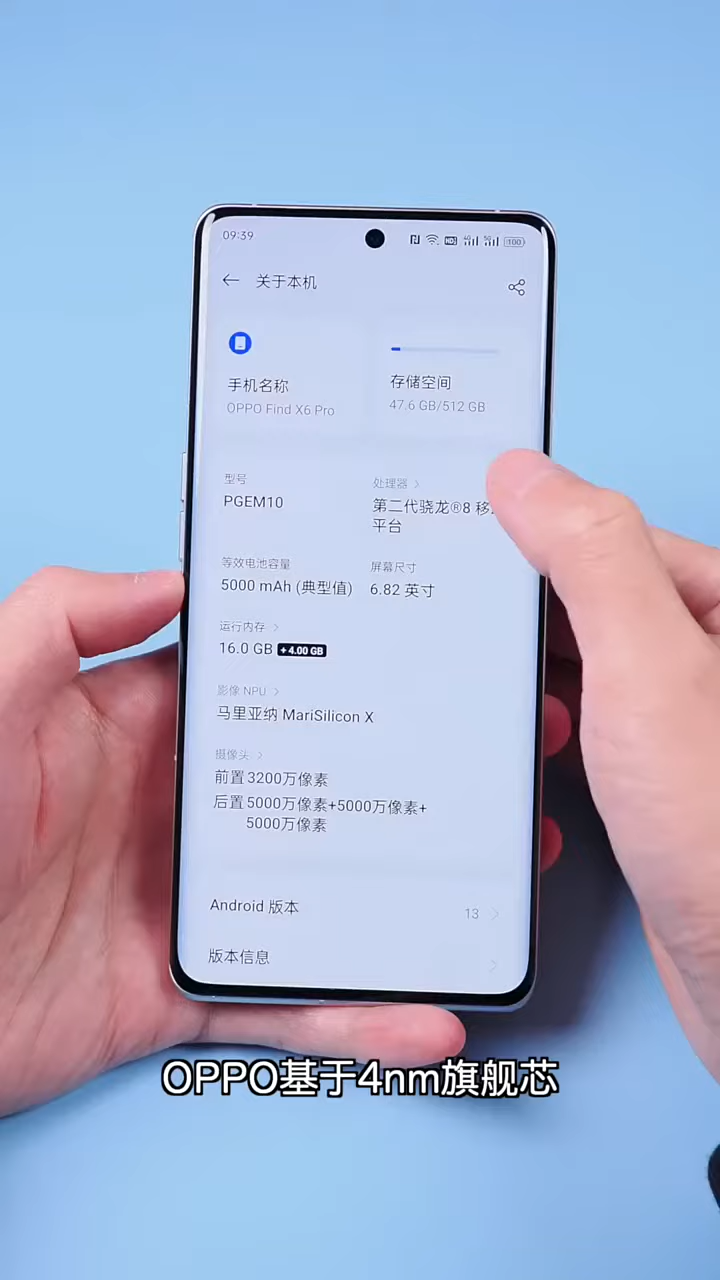 09:39
HD 4G 5G 100
关于本机
手机名称
OPPO Find X6 Pro
存储空间
47.6 GB/512 GB
型号
PGEM10
处理器
第二代骁龙®8 移
平台
等效电池容量
5000 mAh (典型值)
屏幕尺寸
6.82 英寸
运行内存
16.0 GB +4.00 GB
影像 NPU
马里亚纳 MariSilicon X
摄像头
前置3200万像素
后置5000万像素+5000万像素+
5000万像素
Android 版本
13
版本信息
OPPO基于4nm旗舰芯